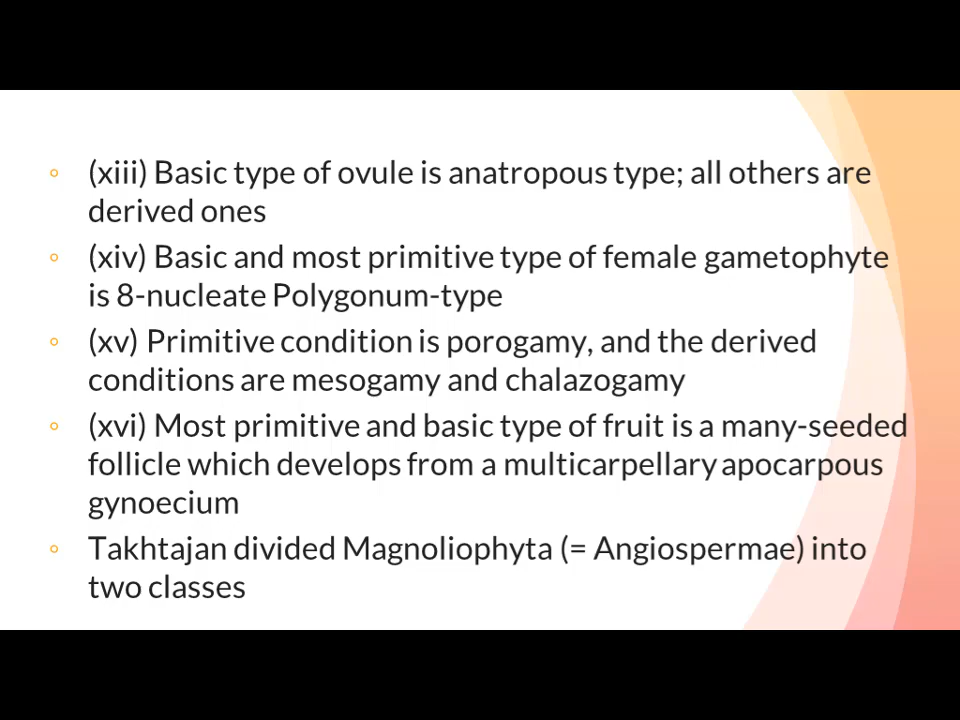 (xiii) Basic type of ovule is anatropous type; all others are
derived ones
(xiv) Basic and most primitive type of female gametophyte
is 8-nucleate Polygonum-type
(xv) Primitive condition is porogamy, and the derived
conditions are mesogamy and chalazogamy
(xvi) Most primitive and basic type of fruit is a many-seeded
follicle which develops from a multicarpellary apocarpous
gynoecium
Takhtajan divided Magnoliophyta (= Angiospermae) into
two classes